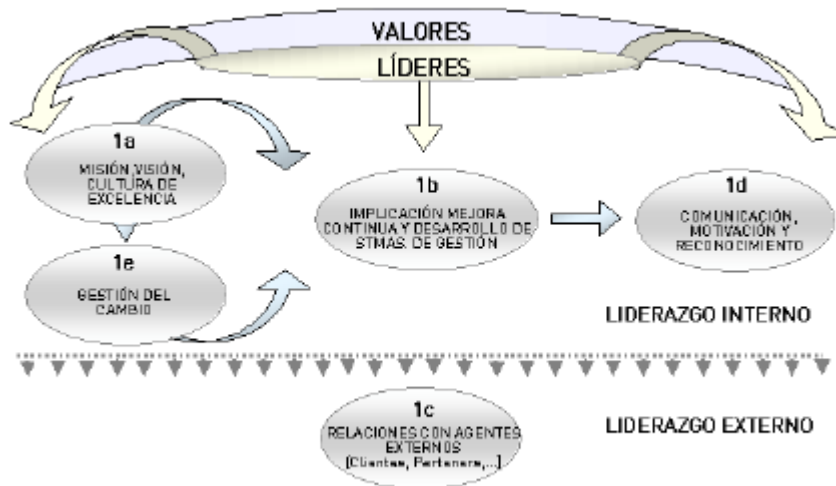 VALORES
LÍDERES
1a
MISIÓN, VISIÓN,
CULTURA DE
EXCELENCIA
1b
IMPLICACIÓN MEJORA
CONTINUA Y DESARROLLO DE
STMAS. DE GESTIÓN
1d
COMUNICACIÓN,
MOTIVACIÓN Y
RECONOCIMIENTO
1e
GESTIÓN DEL
CAMBIO
LIDERAZGO INTERNO
1c
RELACIONES CON AGENTES
EXTERNOS
(Clientes, Partners,...)
LIDERAZGO EXTERNO